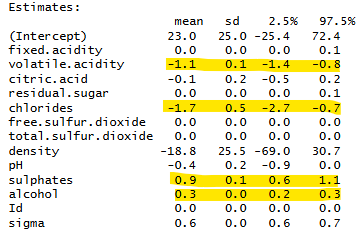 Estimates:
mean sd 2.5% 97.5%
(Intercept) 23.0 25.0 -25.4 72.4
fixed.acidity 0.0 0.0 0.0 0.1
volatile.acidity -1.1 0.1 -1.4 -0.8
citric.acid -0.1 0.2 -0.5 0.2
residual.sugar 0.0 0.0 0.0 0.1
chlorides -1.7 0.5 -2.7 -0.7
free.sulfur.dioxide 0.0 0.0 0.0 0.0
total.sulfur.dioxide 0.0 0.0 0.0 0.0
density -18.8 25.5 -69.0 30.7
pH -0.4 0.2 -0.9 0.0
sulphates 0.9 0.1 0.6 1.1
alcohol 0.3 0.0 0.2 0.3
Id 0.0 0.0 0.0 0.0
sigma 0.6 0.0 0.6 0.7